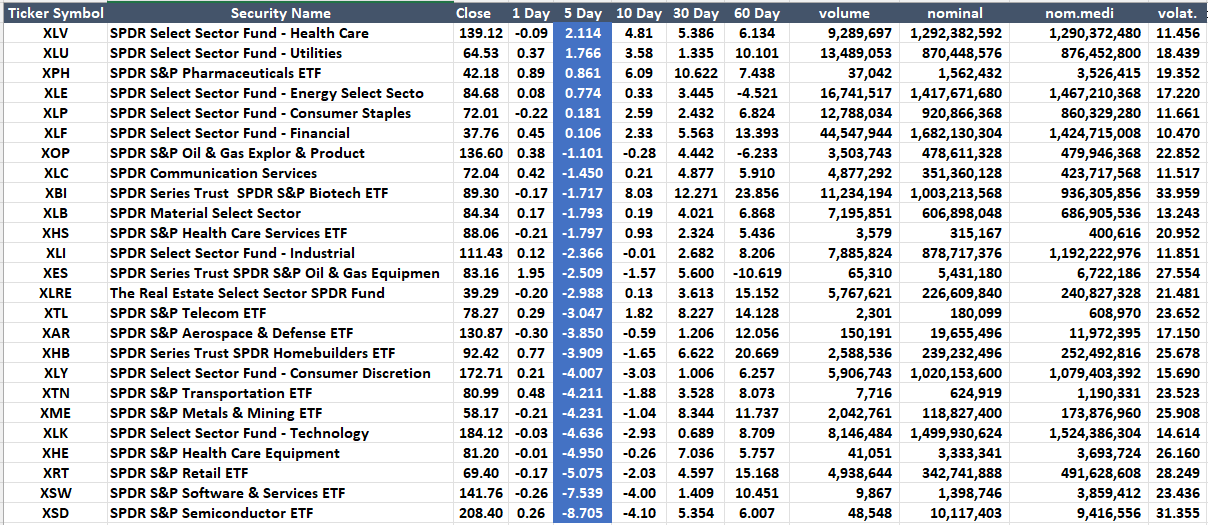 Ticker Symbol Security Name Close 1 Day 5 Day 10 Day 30 Day 60 Day volume nominal nom.medi volat.
XLV SPDR Select Sector Fund - Health Care 139.12 -0.09 2.114 4.81 5.386 6.134 9,289,697 1,292,382,592 1,290,372,480 11.456
XLU SPDR Select Sector Fund - Utilities 64.53 0.37 1.766 3.58 1.335 10.101 13,489,053 870,448,576 876,452,800 18.439
XPH SPDR S&P Pharmaceuticals ETF 42.18 0.89 0.861 6.09 10.622 7.438 37,042 1,562,432 3,526,415 19.352
XLE SPDR Select Sector Fund - Energy Select Secto 84.68 0.08 0.774 0.33 3.445 -4.521 16,741,517 1,417,671,680 1,467,210,368 17.220
XLP SPDR Select Sector Fund - Consumer Staples 72.01 -0.22 0.181 2.59 2.432 6.824 12,788,034 920,866,368 860,329,280 11.661
XLF SPDR Select Sector Fund - Financial 37.76 0.45 0.106 2.33 5.563 13.393 44,547,944 1,682,130,304 1,424,715,008 10.470
XOP SPDR S&P Oil & Gas Explor & Product 136.60 0.38 -1.101 -0.28 4.442 -6.233 3,503,743 478,611,328 479,946,368 22.852
XLC SPDR Communication Services 72.04 0.42 -1.450 0.21 4.877 5.910 4,877,292 351,360,128 423,717,568 11.517
XBI SPDR Series Trust SPDR S&P Biotech ETF 89.30 -0.17 -1.717 8.03 12.271 23.856 11,234,194 1,003,213,568 936,305,856 33.959
XLB SPDR Material Select Sector 84.34 0.17 -1.793 0.19 4.021 6.868 7,195,851 606,898,048 686,905,536 13.243
XHS SPDR S&P Health Care Services ETF 88.06 -0.21 -1.797 0.93 2.324 5.436 3,579 315,167 400,616 20.952
XLI SPDR Select Sector Fund - Industrial 111.43 0.12 -2.366 -0.01 2.682 8.206 7,885,824 878,717,376 1,192,222,976 11.851
XES SPDR Series Trust SPDR S&P Oil & Gas Equipmen 83.16 1.95 -2.509 -1.57 5.600 -10.619 65,310 5,431,180 6,722,186 27.554
XLRE The Real Estate Select Sector SPDR Fund 39.29 -0.20 -2.988 0.13 3.613 15.152 5,767,621 226,609,840 240,827,328 21.481
XTL SPDR S&P Telecom ETF 78.27 0.29 -3.047 1.82 8.227 14.128 2,301 180,099 608,970 23.652
XAR SPDR S&P Aerospace & Defense ETF 130.87 -0.30 -3.850 -0.59 1.206 12.056 150,191 19,655,496 11,972,395 17.150
XHB SPDR Series Trust SPDR Homebuilders ETF 92.42 0.77 -3.909 -1.65 6.622 20.669 2,588,536 239,232,496 252,492,816 25.678
XLY SPDR Select Sector Fund - Consumer Discretion 172.71 0.21 -4.007 -3.03 1.006 6.257 5,906,743 1,020,153,600 1,079,403,392 15.690
XTN SPDR S&P Transportation ETF 80.99 0.48 -4.211 -1.88 3.528 8.073 7,716 624,919 1,190,331 23.523
XME SPDR S&P Metals & Mining ETF 58.17 -0.21 -4.231 -1.04 8.344 11.737 2,042,761 118,827,400 173,876,960 25.908
XLK SPDR Select Sector Fund - Technology 184.12 -0.03 -4.636 -2.93 0.689 8.709 8,146,484 1,499,930,624 1,524,386,304 14.614
XHE SPDR S&P Health Care Equipment 81.20 -0.01 -4.950 -0.26 7.036 5.757 41,051 3,333,341 3,693,724 26.160
XRT SPDR S&P Retail ETF 69.40 -0.17 -5.075 -2.03 4.597 15.168 4,938,644 342,741,888 491,628,608 28.249
XSW SPDR S&P Software & Services ETF 141.76 -0.26 -7.539 -4.00 1.409 10.451 9,867 1,398,746 3,859,412 23.436
XSD SPDR S&P Semiconductor ETF 208.40 0.26 -8.705 -4.10 5.354 6.007 48,548 10,117,403 9,416,556 31.355